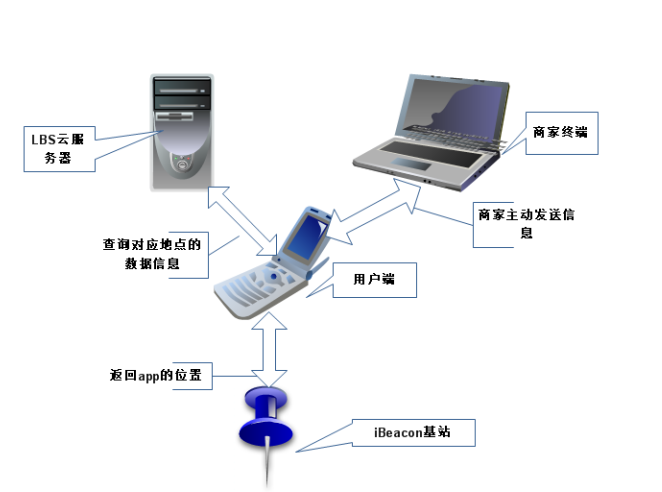 LBS云服
务器
商家终端
商家主动发送信
息
查询对应地点的
数据信息
用户端
返回app的位置
iBeacon基站